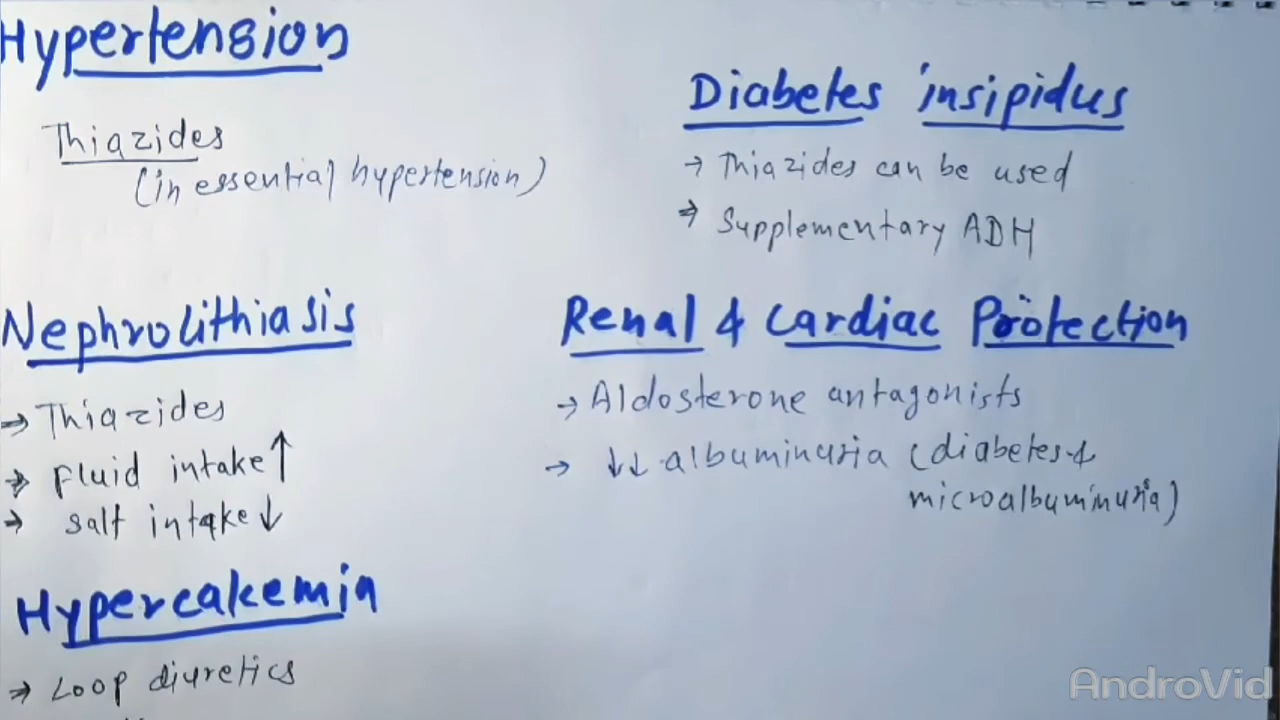 Hypertension
Thiazides
(in essential hypertension)
Nephrolithiasis
→ Thiazides
→ Fluid intake ↑
→ salt intake ↓
Hypercakemia
→ Loop diuretics
Diabetes insipidus
→ Thiazides can be used
⇒ Supplementary ADH
Renal & Cardiac Protection
→ Aldosterone antagonists
→ ↓↓ albuminuria (diabetes &
microalbuminuria)
AndroVid